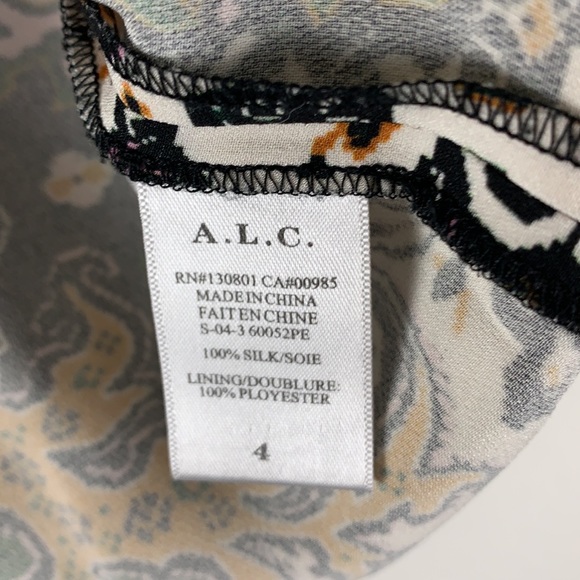 A.L.C.
RN#130801 CA#00985
MADE IN CHINA
FAIT EN CHINE
S-04-3 60052PE
100% SILK/SOIE
LINING/DOUBLURE:
100% PLOYESTER
4